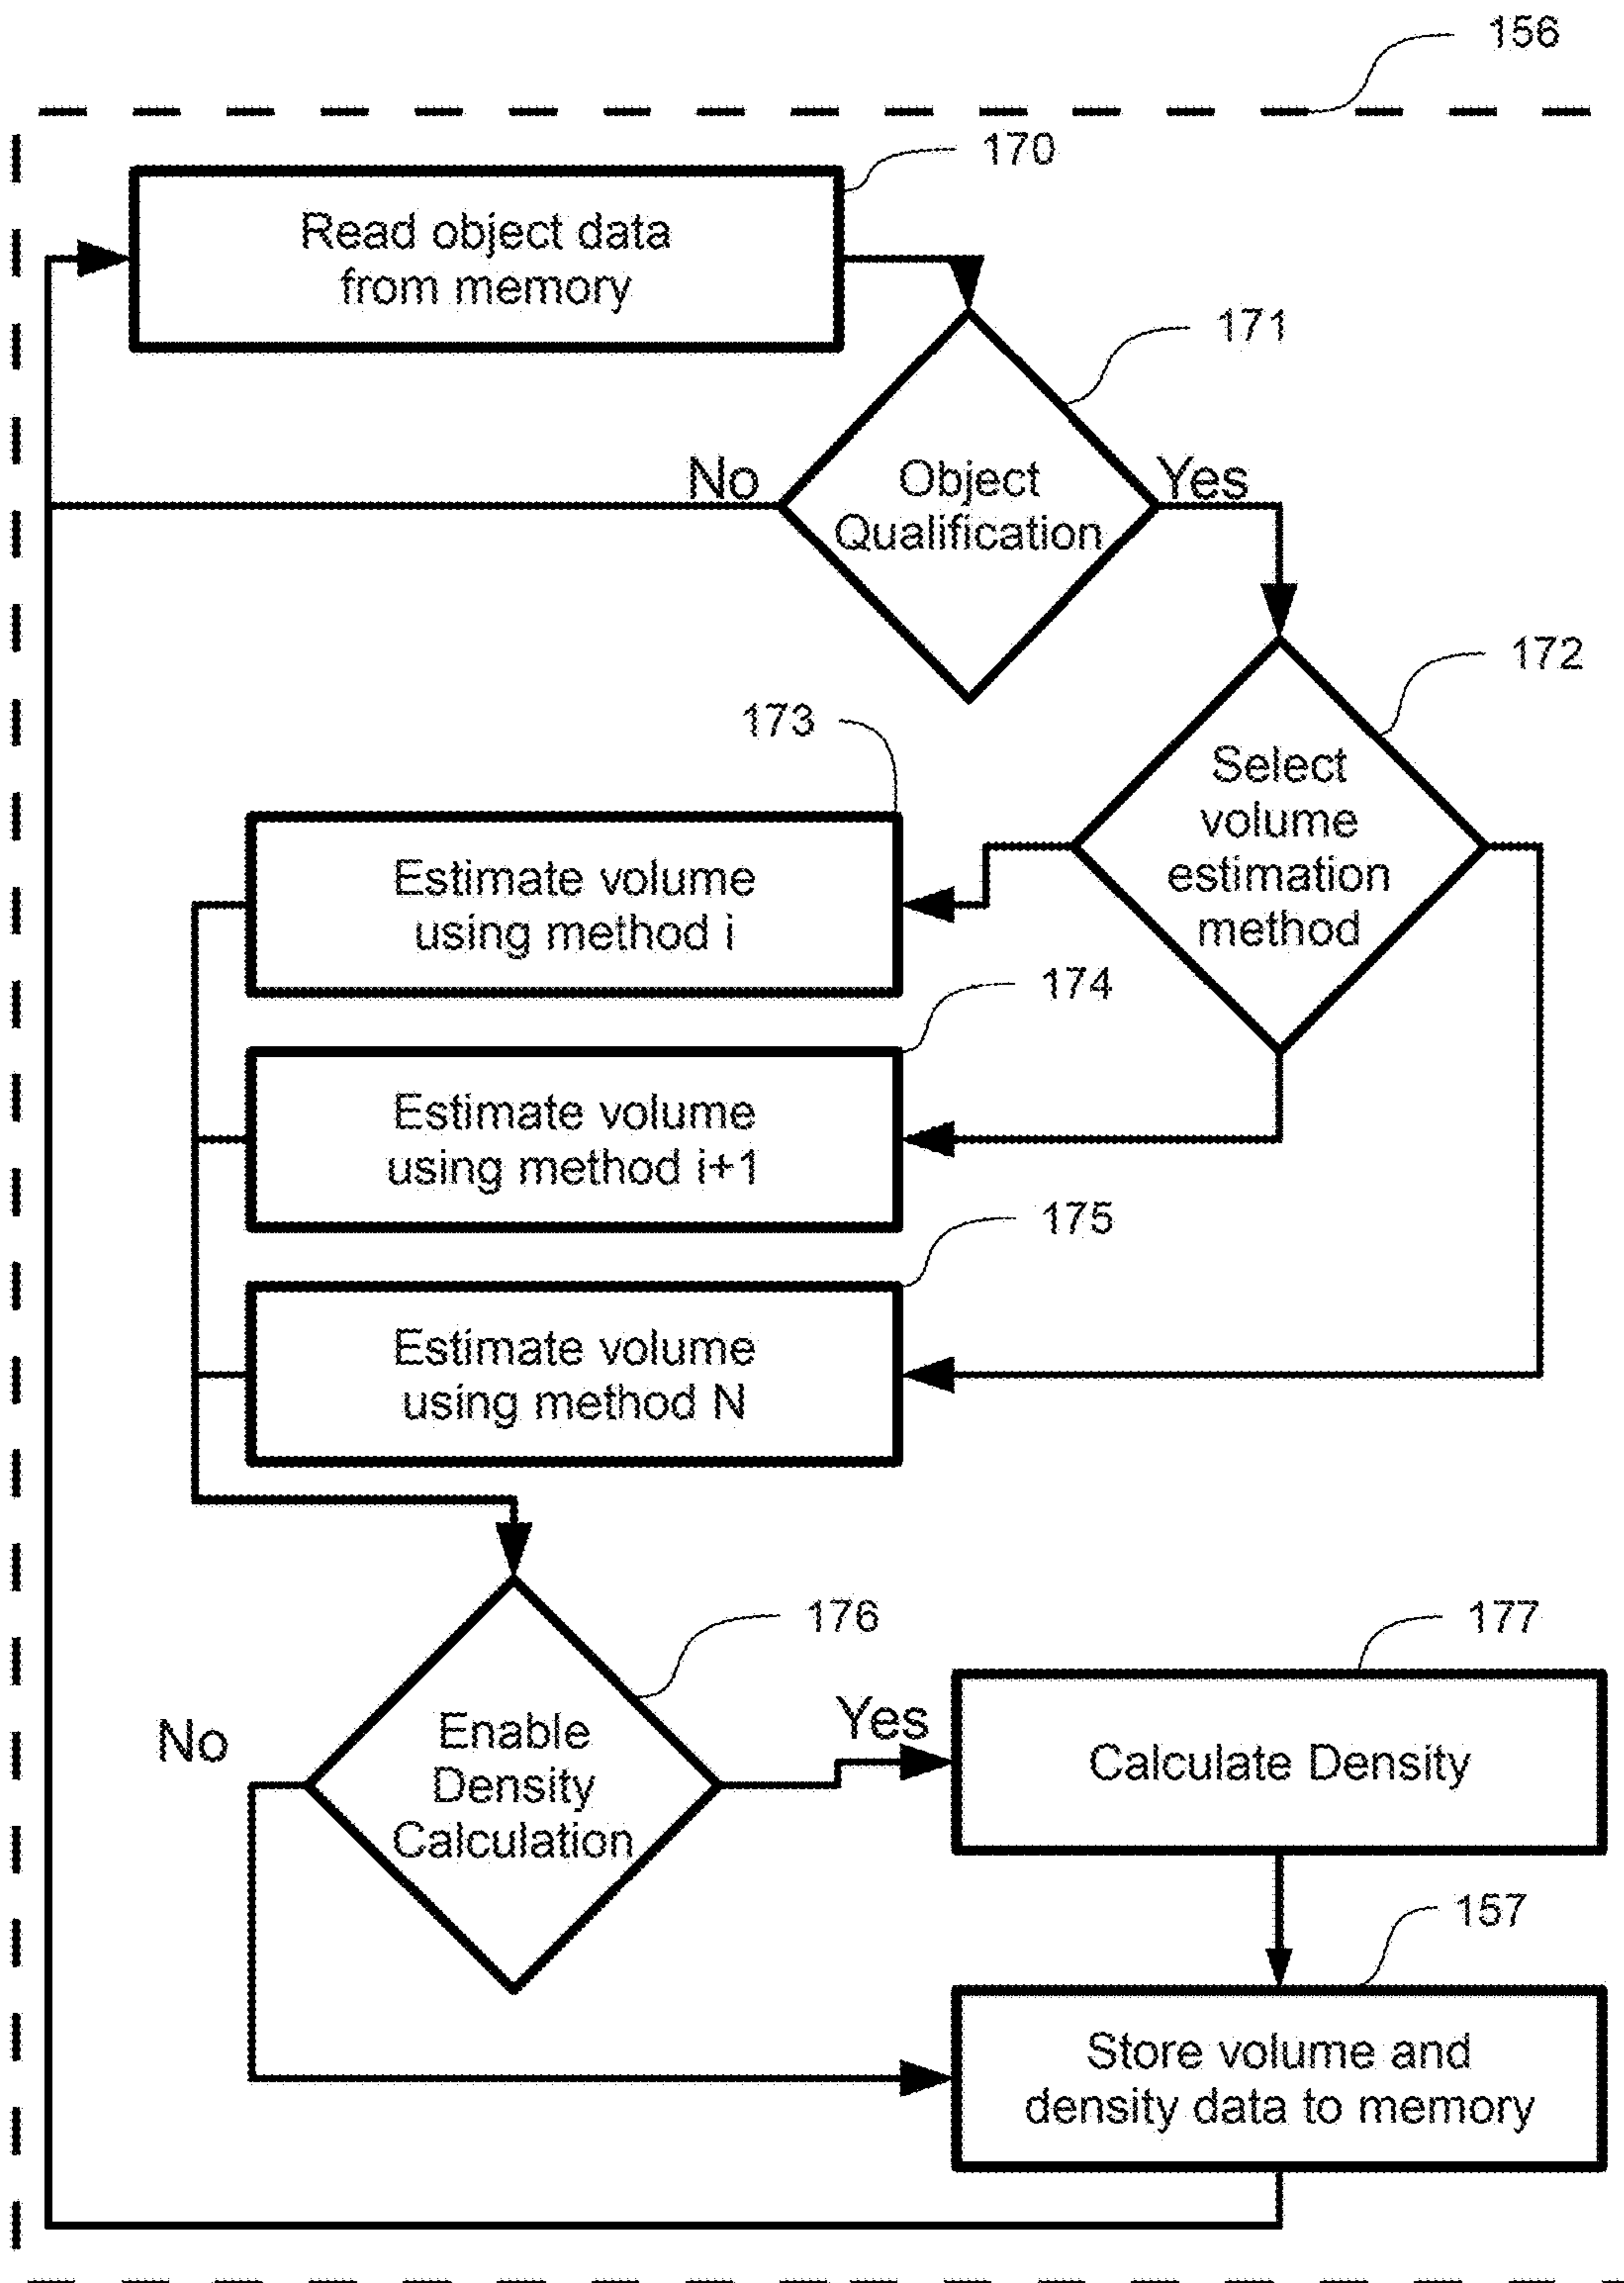 156
170
Read object data
from memory
171
Object
Qualification
No
Yes
172
Select
volume
estimation
method
173
Estimate volume
using method i
174
Estimate volume
using method i+1
175
Estimate volume
using method N
176
Enable
Density
Calculation
No
Yes
177
Calculate Density
157
Store volume and
density data to memory